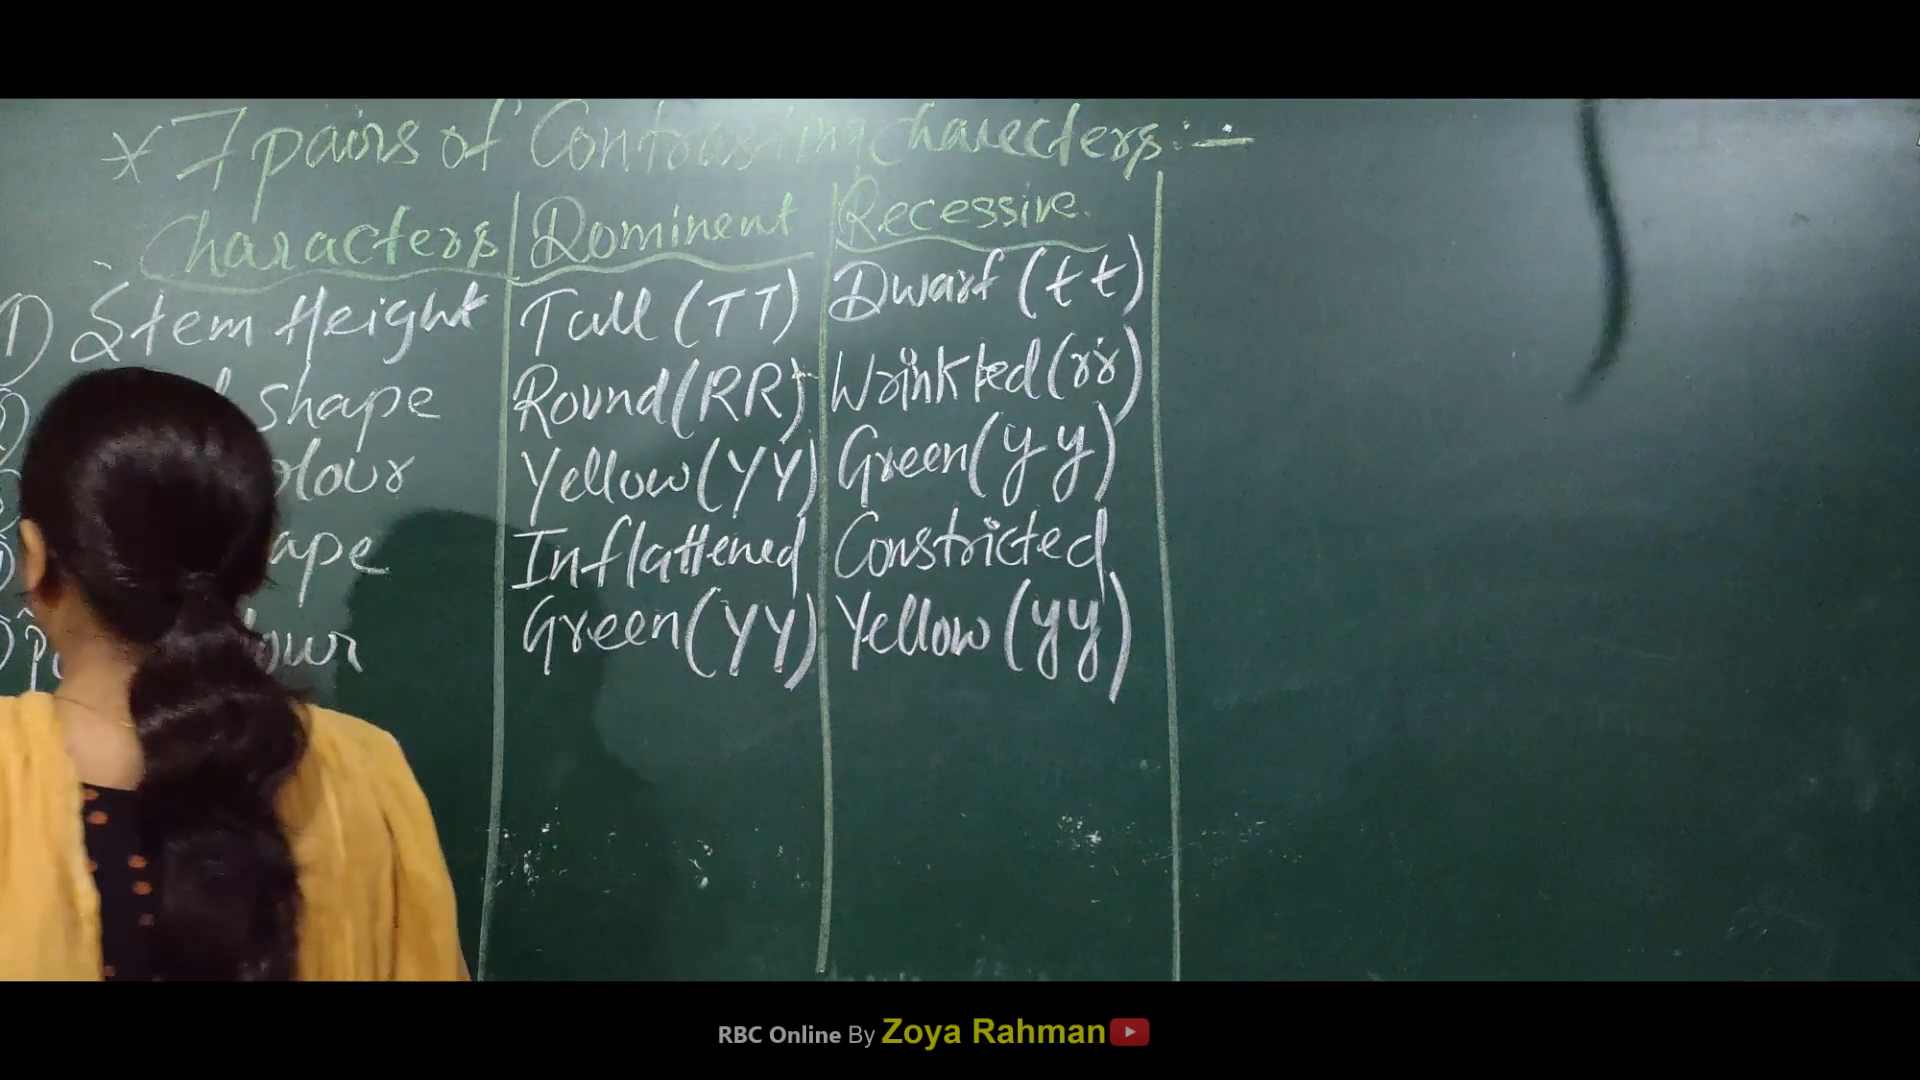 * 7 pairs of Contrasting charecters :-
Characters Dominent Recessive
1) Stem Height Tall (TT) Dwarf (tt)
shape Round (RR) Wrinkled (rr)
Yellow (YY) Green (yy)
Inflattened Constricted
Green (YY) Yellow (yy)
RBC Online By Zoya Rahman